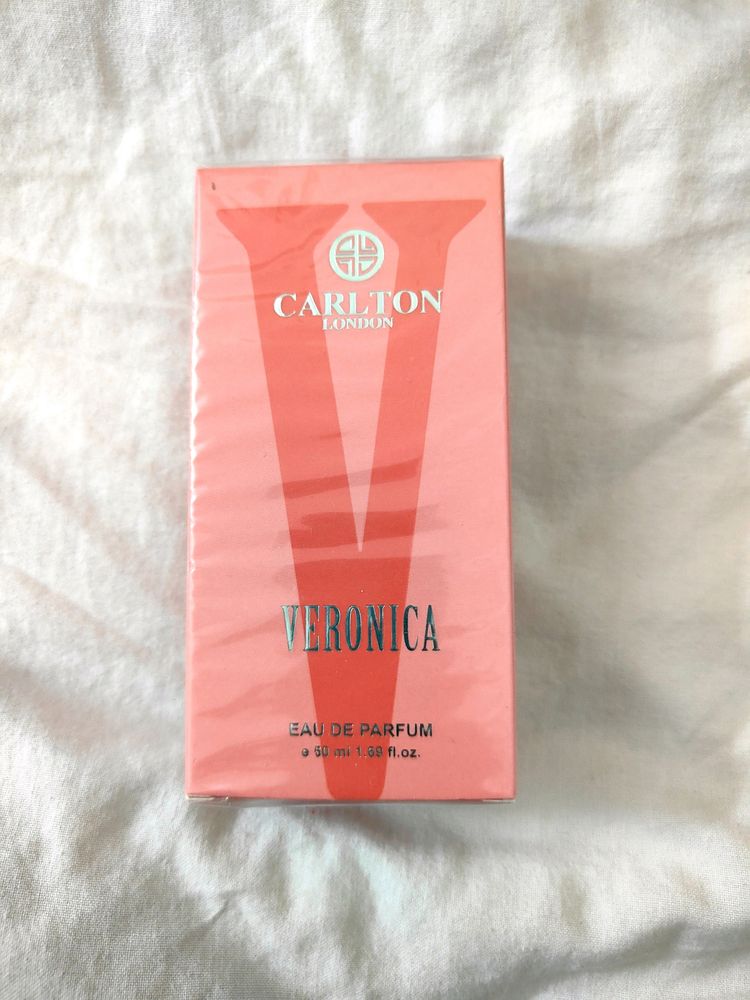 CARLTON
LONDON
VERONICA
EAU DE PARFUM
e 50 ml 1.69 fl.oz.